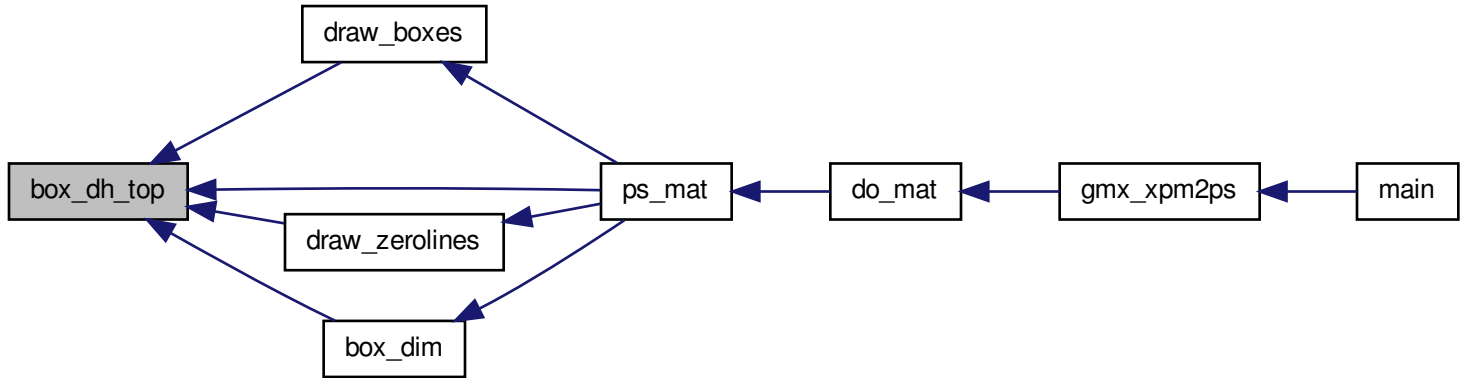 draw_boxes
box_dh_top
ps_mat
do_mat
gmx_xpm2ps
main
draw_zerolines
box_dim